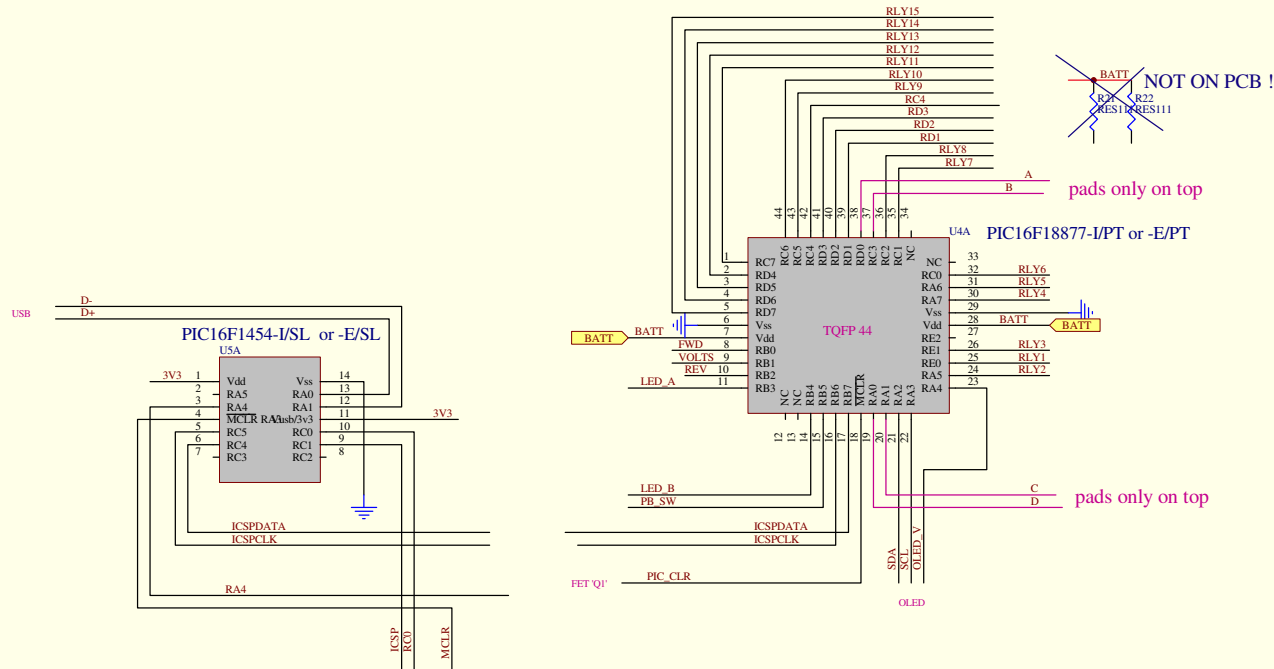 RLY15
RLY14
RLY13
RLY12
RLY11
RLY10
RLY9
RC4
RD3
RD2
RD1
RLY8
RLY7
A
B
pads only on top
BATT
NOT ON PCB !
R21 R22
RES111 RES111
44 43 42 41 40 39 38 37 36 35 34
U4A PIC16F18877-I/PT or -E/PT
RC6 RC5 RC4 RD3 RD2 RD1 RD0 RC3 RC2 RC1 NC
1 RC7
2 RD4
3 RD5
4 RD6
5 RD7
6 Vss
BATT BATT 7 Vdd
FWD 8 RB0
VOLTS 9 RB1
REV 10 RB2
LED_A 11 RB3
TQFP 44
NC 33
RC0 32 RLY6
RA6 31 RLY5
RA7 30 RLY4
Vss 29
Vdd 28 BATT BATT
RE2 27
RE1 26 RLY3
RE0 25 RLY1
RA5 24 RLY2
RA4 23
NC NC RB4 RB5 RB6 RB7 MCLR RA0 RA1 RA2 RA3
12 13 14 15 16 17 18 19 20 21 22
USB
D-
D+
PIC16F1454-I/SL or -E/SL
U5A
3V3 1 Vdd Vss 14
2 RA5 RA0 13
3 RA4 RA1 12
4 MCLR RA3 Vusb/3v3 11 3V3
5 RC5 RC0 10
6 RC4 RC1 9
7 RC3 RC2 8
LED_B
PB_SW
C
D
pads only on top
ICSPDATA
ICSPCLK
ICSPDATA
ICSPCLK
FET 'Q1' PIC_CLR
SDA
SCL
OLED_V
OLED
RA4
ICSP
RC0
MCLR